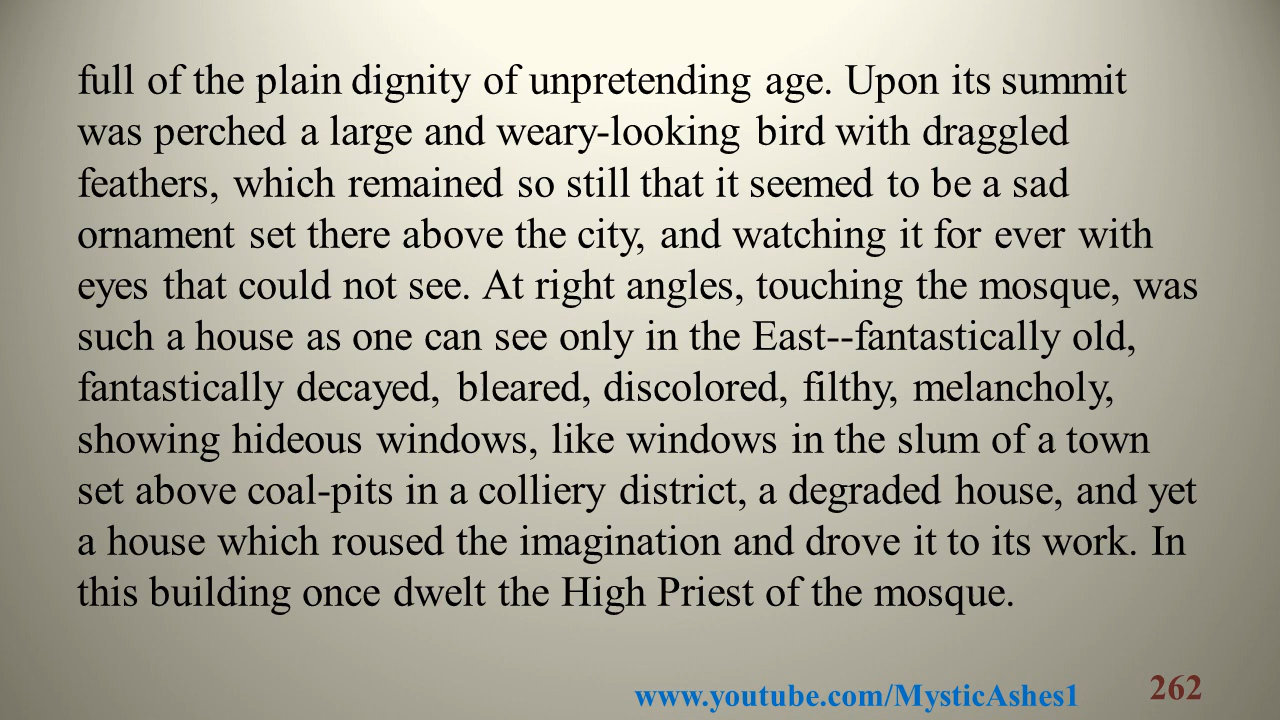 full of the plain dignity of unpretending age. Upon its summit
was perched a large and weary-looking bird with draggled
feathers, which remained so still that it seemed to be a sad
ornament set there above the city, and watching it for ever with
eyes that could not see. At right angles, touching the mosque, was
such a house as one can see only in the East--fantastically old,
fantastically decayed, bleared, discolored, filthy, melancholy,
showing hideous windows, like windows in the slum of a town
set above coal-pits in a colliery district, a degraded house, and yet
a house which roused the imagination and drove it to its work. In
this building once dwelt the High Priest of the mosque.
www.youtube.com/MysticAshes1
262